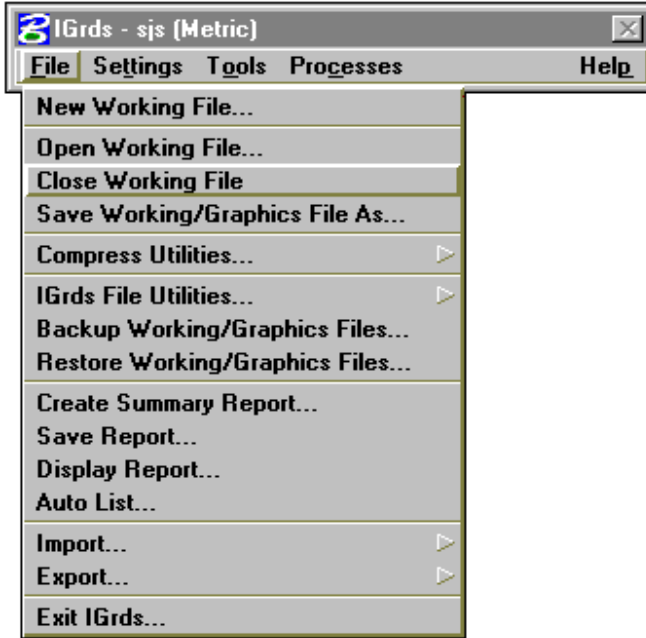 IGrds - sjs (Metric)
File Settings Tools Processes Help
New Working File...
Open Working File...
Close Working File
Save Working/Graphics File As...
Compress Utilities...
IGrds File Utilities...
Backup Working/Graphics Files...
Restore Working/Graphics Files...
Create Summary Report...
Save Report...
Display Report...
Auto List...
Import...
Export...
Exit IGrds...